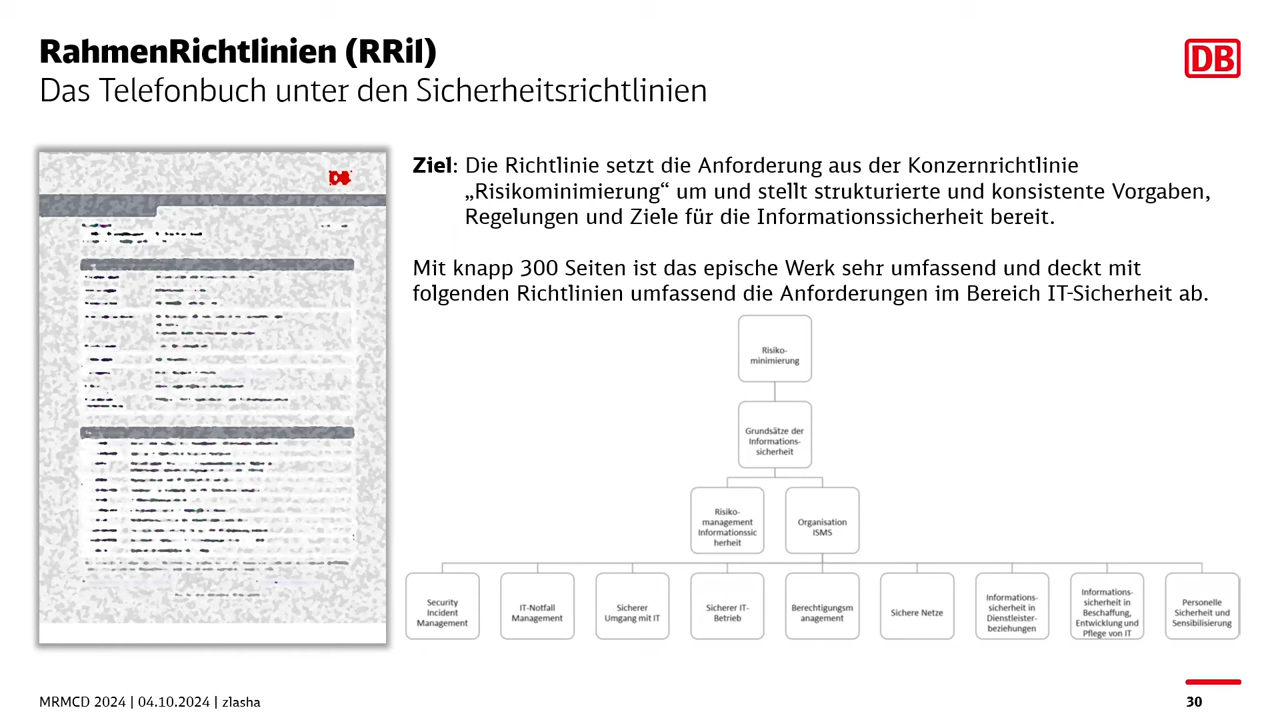 RahmenRichtlinien (RRil)
Das Telefonbuch unter den Sicherheitsrichtlinien
DB
Ziel: Die Richtlinie setzt die Anforderung aus der Konzernrichtlinie
„Risikominimierung“ um und stellt strukturierte und konsistente Vorgaben,
Regelungen und Ziele für die Informationssicherheit bereit.
Mit knapp 300 Seiten ist das epische Werk sehr umfassend und deckt mit
folgenden Richtlinien umfassend die Anforderungen im Bereich IT-Sicherheit ab.
Risiko-
minimierung
Grundsätze der
Informations-
sicherheit
Risiko-
management
Informationssic
herheit
Organisation
ISMS
Security
Incident
Management
IT-Notfall
Management
Sicherer
Umgang mit IT
Sicherer IT-
Betrieb
Berechtigungsm
anagement
Sichere Netze
Informations-
sicherheit in
Dienstleister-
beziehungen
Informations-
sicherheit in
Beschaffung,
Entwicklung und
Pflege von IT
Personelle
Sicherheit und
Sensibilisierung
MRMCD 2024 | 04.10.2024 | zlasha
30